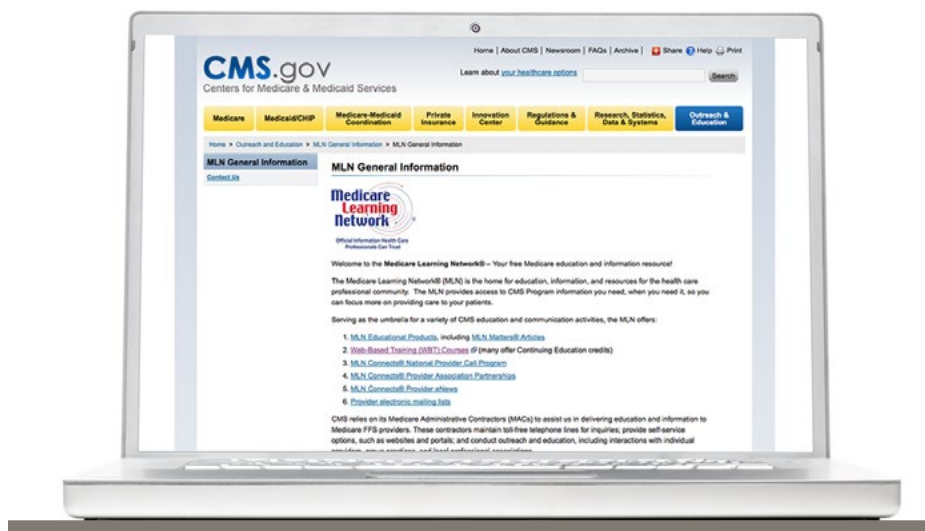 Home | About CMS | Newsroom | FAQs | Archive | Share Help Print
CMS.gov
Learn about your healthcare options
Search
Centers for Medicare & Medicaid Services
Medicare
Medicaid/CHIP
Medicare-Medicaid
Coordination
Private
Insurance
Innovation
Center
Regulations &
Guidance
Research, Statistics,
Data & Systems
Outreach &
Education
Home > Outreach and Education > MLN General Information > MLN General Information
MLN General Information
Contact Us
MLN General Information
Medicare
Learning
Network
Official Information Health Care
Professionals Can Trust
Welcome to the Medicare Learning Network® – Your free Medicare education and information resource!
The Medicare Learning Network® (MLN) is the home for education, information, and resources for the health care
professional community. The MLN provides access to CMS Program information you need, when you need it, so you
can focus more on providing care to your patients.
Serving as the umbrella for a variety of CMS education and communication activities, the MLN offers:
1. MLN Educational Products, including MLN Matters® Articles
2. Web-Based Training (WBT) Courses (many offer Continuing Education credits)
3. MLN Connects® National Provider Call Program
4. MLN Connects® Provider Association Partnerships
5. MLN Connects® Provider eNews
6. Provider electronic mailing lists
CMS relies on its Medicare Administrative Contractors (MACs) to assist us in delivering education and information to
Medicare FFS providers. These contractors maintain toll-free telephone lines for inquiries; provide self-service
options, such as websites and portals; and conduct outreach and education, including interactions with individual